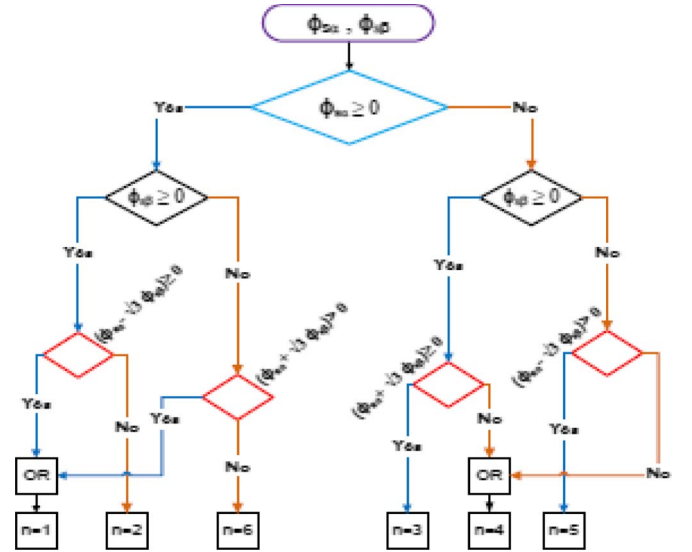 ϕsα , ϕsβ
ϕsα ≥ 0
Yes
No
ϕsβ ≥ 0
ϕsβ ≥ 0
Yes
No
Yes
No
(ϕsα- √3 ϕsβ)≥ 0
(ϕsα+ √3 ϕsβ)> 0
(ϕsα+ √3 ϕsβ)≥ 0
(ϕsα- √3 ϕsβ)> 0
Yes
No
Yes
No
Yes
No
Yes
No
OR
OR
n=1
n=2
n=6
n=3
n=4
n=5